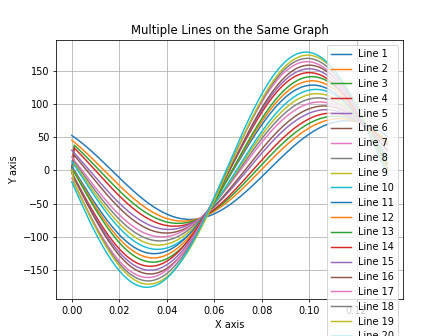 Multiple Lines on the Same Graph
Y axis
150
100
50
0
−50
−100
−150
0.00
0.02
0.04
0.06
0.08
0.10
X axis
Line 1
Line 2
Line 3
Line 4
Line 5
Line 6
Line 7
Line 8
Line 9
Line 10
Line 11
Line 12
Line 13
Line 14
Line 15
Line 16
Line 17
Line 18
Line 19
Line 20